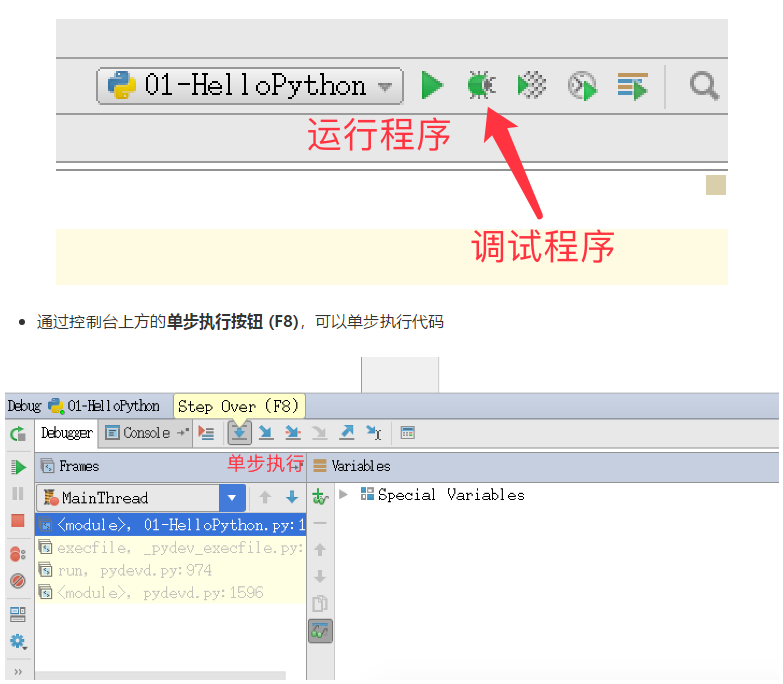 01-HelloPython
运行程序
调试程序
通过控制台上方的单步执行按钮 (F8)，可以单步执行代码
Debug 01-HelloPython Step Over (F8)
Debugger Console
Frames 单步执行 Variables
MainThread Special Variables
<module>, 01-HelloPython.py:1
execfile, _pydev_execfile.py:
run, pydevd.py:974
<module>, pydevd.py:1596